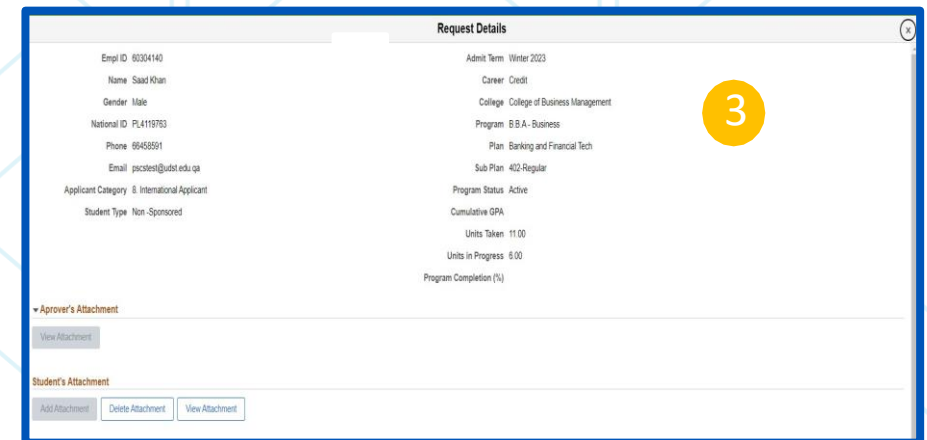 Request Details
x
Empl ID 60304140
Name Saad Khan
Gender Male
National ID PL4119763
Phone 66458591
Email pscstest@udst.edu.qa
Applicant Category 8. International Applicant
Student Type Non -Sponsored
Admit Term Winter 2023
Career Credit
College College of Business Management
Program B.B.A - Business
Plan Banking and Financial Tech
Sub Plan 402-Regular
Program Status Active
Cumulative GPA
Units Taken 11.00
Units in Progress 6.00
Program Completion (%)
3
Aprover's Attachment
View Attachment
Student's Attachment
Add Attachment Delete Attachment View Attachment